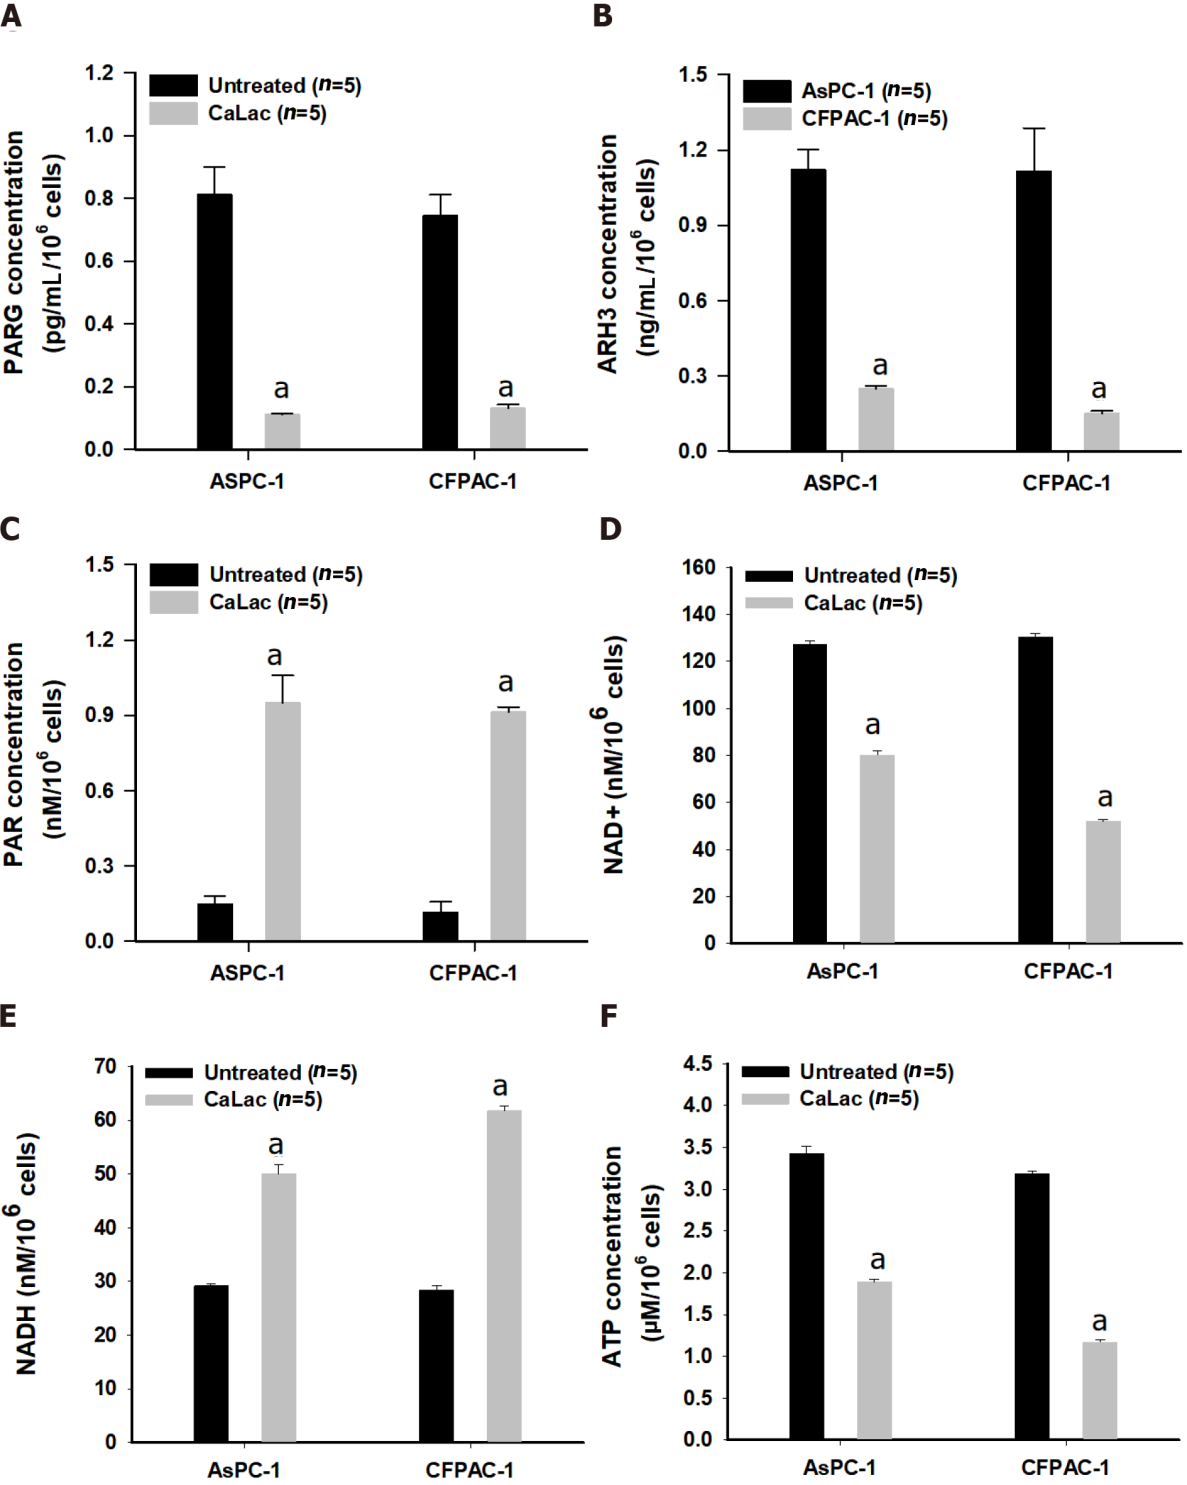 A
PARG concentration
(pg/mL/10⁶ cells)
1.2
1.0
0.8
0.6
0.4
0.2
0.0
Untreated (n=5)
CaLac (n=5)
a
a
ASPC-1
CFPAC-1
B
ARH3 concentration
(ng/mL/10⁶ cells)
1.5
1.2
0.9
0.6
0.3
0.0
AsPC-1 (n=5)
CFPAC-1 (n=5)
a
a
ASPC-1
CFPAC-1
C
PAR concentration
(nM/10⁶ cells)
1.5
1.2
0.9
0.6
0.3
0.0
Untreated (n=5)
CaLac (n=5)
a
a
ASPC-1
CFPAC-1
D
NAD+ (nM/10⁶ cells)
160
140
120
100
80
60
40
20
0
Untreated (n=5)
CaLac (n=5)
a
a
AsPC-1
CFPAC-1
E
NADH (nM/10⁶ cells)
70
60
50
40
30
20
10
0
Untreated (n=5)
CaLac (n=5)
a
a
AsPC-1
CFPAC-1
F
ATP concentration
(µM/10⁶ cells)
4.5
4.0
3.5
3.0
2.5
2.0
1.5
1.0
0.5
0.0
Untreated (n=5)
CaLac (n=5)
a
a
AsPC-1
CFPAC-1